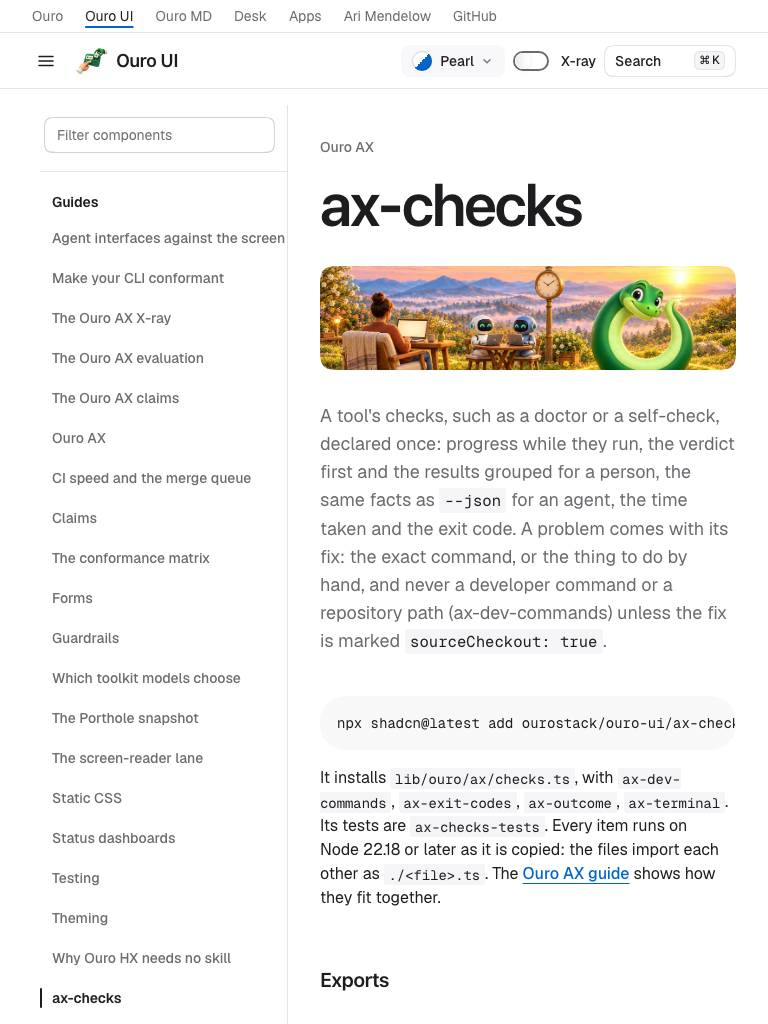 Ouro Ouro UI Ouro MD Desk Apps Ari Mendelow GitHub
Ouro UI Pearl X-ray Search ⌘ K
Filter components
Guides
Agent interfaces against the screen
Make your CLI conformant
The Ouro AX X-ray
The Ouro AX evaluation
The Ouro AX claims
Ouro AX
CI speed and the merge queue
Claims
The conformance matrix
Forms
Guardrails
Which toolkit models choose
The Porthole snapshot
The screen-reader lane
Static CSS
Status dashboards
Testing
Theming
Why Ouro HX needs no skill
ax-checks
Ouro AX
ax-checks
A tool's checks, such as a doctor or a self-check,
declared once: progress while they run, the verdict
first and the results grouped for a person, the
same facts as --json for an agent, the time
taken and the exit code. A problem comes with its
fix: the exact command, or the thing to do by
hand, and never a developer command or a
repository path (ax-dev-commands) unless the fix
is marked sourceCheckout: true.
npx shadcn@latest add ourostack/ouro-ui/ax-check
It installs lib/ouro/ax/checks.ts, with ax-dev-
commands, ax-exit-codes, ax-outcome, ax-terminal.
Its tests are ax-checks-tests. Every item runs on
Node 22.18 or later as it is copied: the files import each
other as ./<file>.ts. The Ouro AX guide shows how
they fit together.
Exports